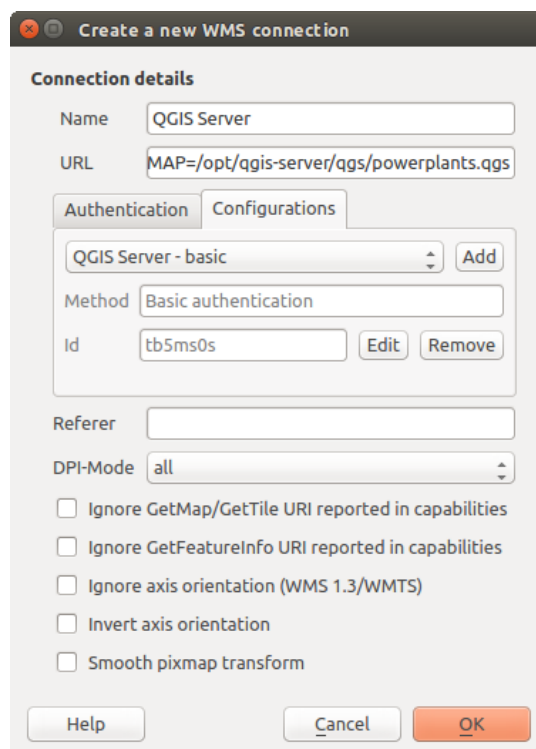 Create a new WMS connection
Connection details
Name QGIS Server
URL MAP=/opt/qgis-server/qgs/powerplants.qgs
Authentication Configurations
QGIS Server - basic Add
Method Basic authentication
Id tb5ms0s Edit Remove
Referer
DPI-Mode all
Ignore GetMap/GetTile URI reported in capabilities
Ignore GetFeatureInfo URI reported in capabilities
Ignore axis orientation (WMS 1.3/WMTS)
Invert axis orientation
Smooth pixmap transform
Help Cancel OK